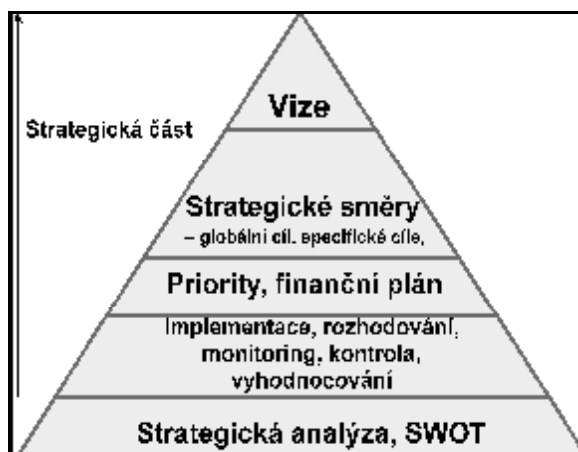 Vize
Strategická část
Strategické směry
– globální cíl. specifické cíle,
Priority, finanční plán
Implementace, rozhodování,
monitoring, kontrola,
vyhodnocování
Strategická analýza, SWOT